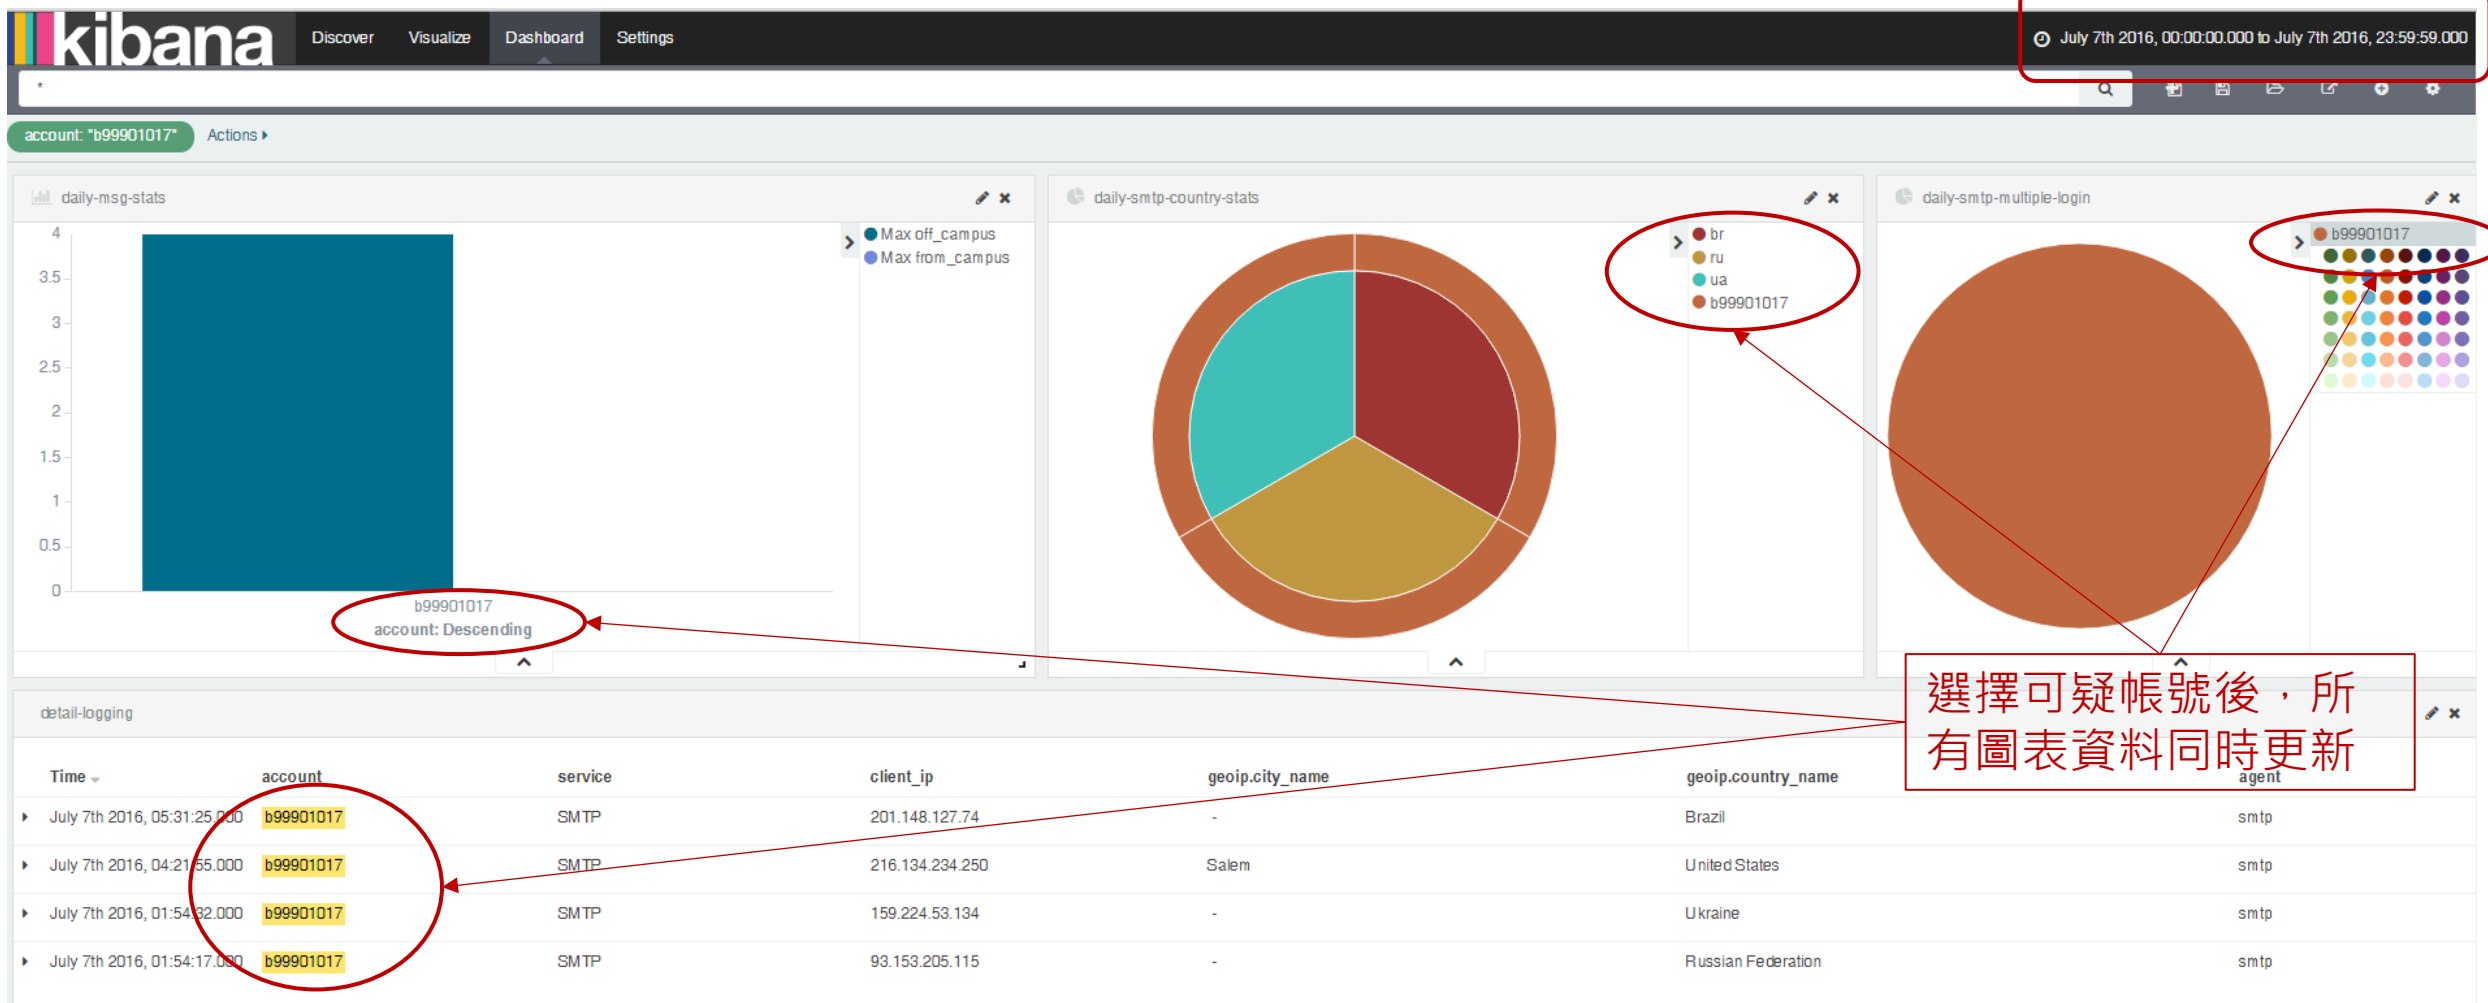 kibana Discover Visualize Dashboard Settings July 7th 2016, 00:00:00.000 to July 7th 2016, 23:59:59.000
*
account: "b99901017" Actions
daily-msg-stats
4
3.5
3
2.5
2
1.5
1
0.5
0
b99901017
account: Descending
Max off_campus
Max from_campus
daily-smtp-country-stats
br
ru
ua
b99901017
daily-smtp-multiple-login
b99901017
選擇可疑帳號後，所
有圖表資料同時更新
detail-logging
Time account service client_ip geoip.city_name geoip.country_name agent
July 7th 2016, 05:31:25.000 b99901017 SMTP 201.148.127.74 - Brazil smtp
July 7th 2016, 04:21:55.000 b99901017 SMTP 216.134.234.250 Salem United States smtp
July 7th 2016, 01:54:32.000 b99901017 SMTP 159.224.53.134 - Ukraine smtp
July 7th 2016, 01:54:17.000 b99901017 SMTP 93.153.205.115 - Russian Federation smtp